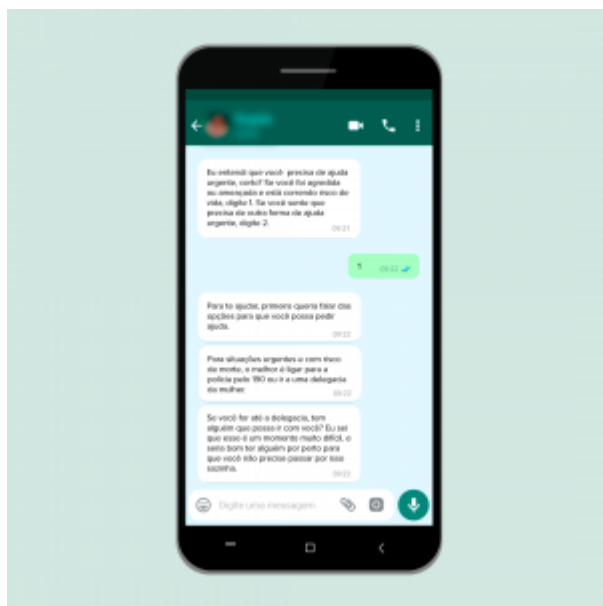 Eu entendi que você precisa de ajuda
urgente, certo? Se você foi agredida
ou ameaçada e está correndo risco de
vida, digite 1. Se você sente que
precisa de outra forma de ajuda
urgente, digite 2.
09:21
1 09:22
Para te ajudar, primeiro queria falar das
opções para que você possa pedir
ajuda.
09:22
Para situações urgentes e com risco
de morte, o melhor é ligar para a
polícia pelo 190 ou ir a uma delegacia
da mulher.
09:22
Se você for até a delegacia, tem
alguém que possa ir com você? Eu sei
que esse é um momento muito difícil, e
seria bom ter alguém por perto para
que você não precise passar por isso
sozinha.
09:22
Digite uma mensagem